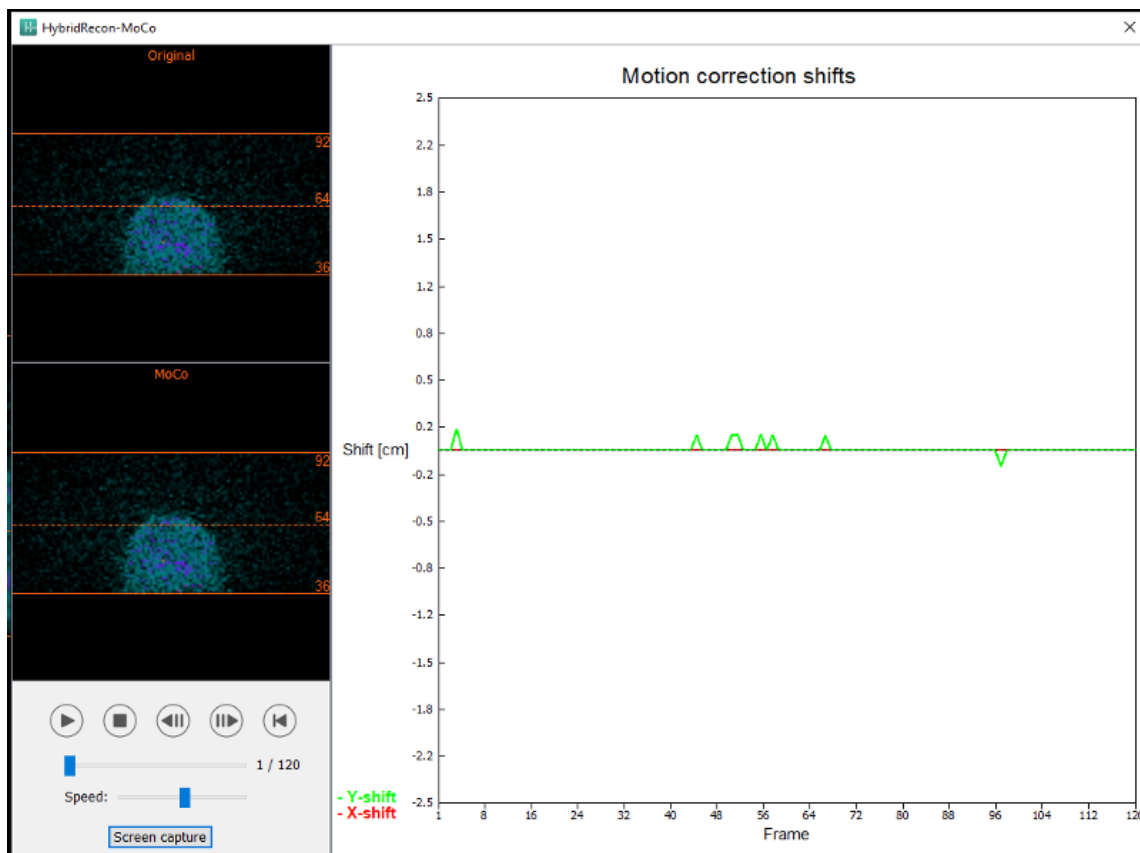 HybridRecon-MoCo
Original
92
64
36
MoCo
92
64
36
1 / 120
Speed:
Screen capture
Motion correction shifts
2.5
2.2
1.8
1.5
1.2
0.8
0.5
0.2
Shift [cm]
-0.2
-0.5
-0.8
-1.2
-1.5
-1.8
-2.2
-2.5
- Y-shift
- X-shift
1 8 16 24 32 40 48 56 64 72 80 88 96 104 112 120
Frame